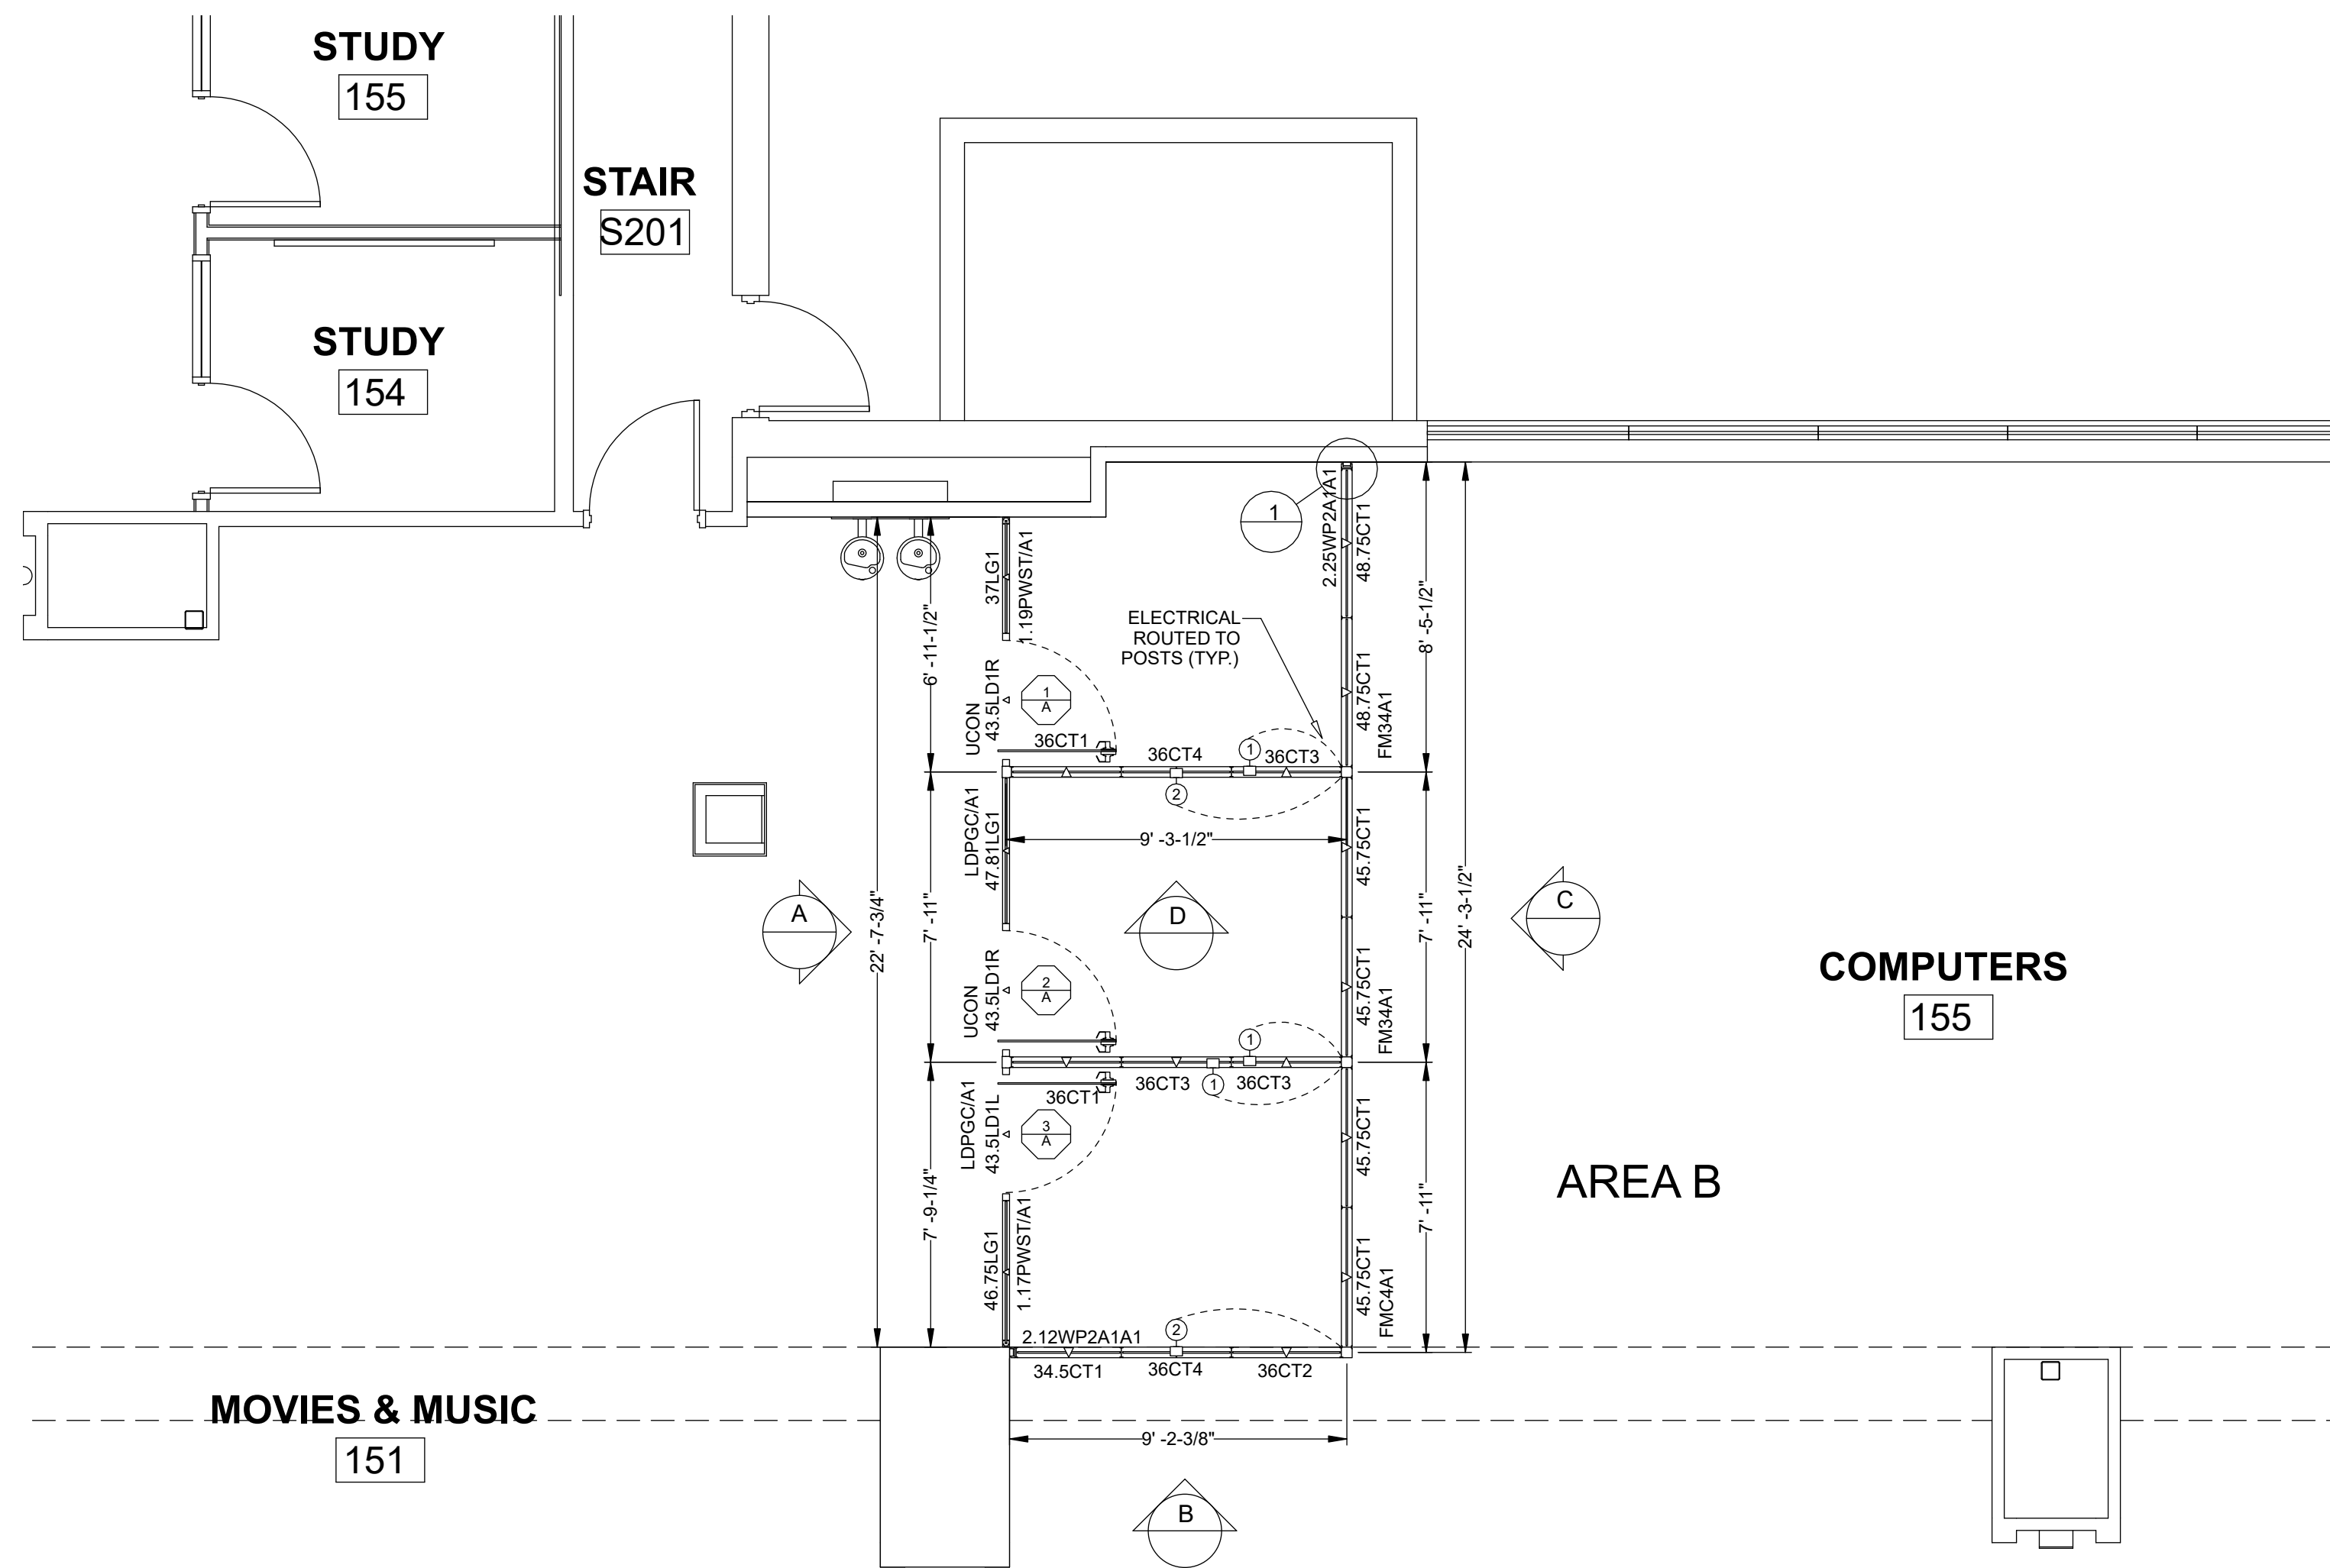 STUDY
155
STAIR
S201
STUDY
154
1
2.25WP2A1A1
48.75CT1
37LG1
1.19PWST/A1
6' -11-1/2"
8' -5-1/2"
ELECTRICAL
ROUTED TO
POSTS (TYP.)
UCON
43.5LD1R
1
A
36CT1
36CT4
1
36CT3
48.75CT1
FM34A1
2
LDPGC/A1
47.81LG1
9' -3-1/2"
45.75CT1
A
22' -7-3/4"
7' -11"
D
7' -11"
24' -3-1/2"
C
COMPUTERS
155
UCON
43.5LD1R
2
A
45.75CT1
FM34A1
1
36CT1
36CT3
1
36CT3
LDPGC/A1
43.5LD1L
3
A
45.75CT1
7' -9-1/4"
7' -11"
AREA B
46.75LG1
1.17PWST/A1
45.75CT1
FMC4A1
2.12WP2A1A1
2
34.5CT1
36CT4
36CT2
MOVIES & MUSIC
151
9' -2-3/8"
B